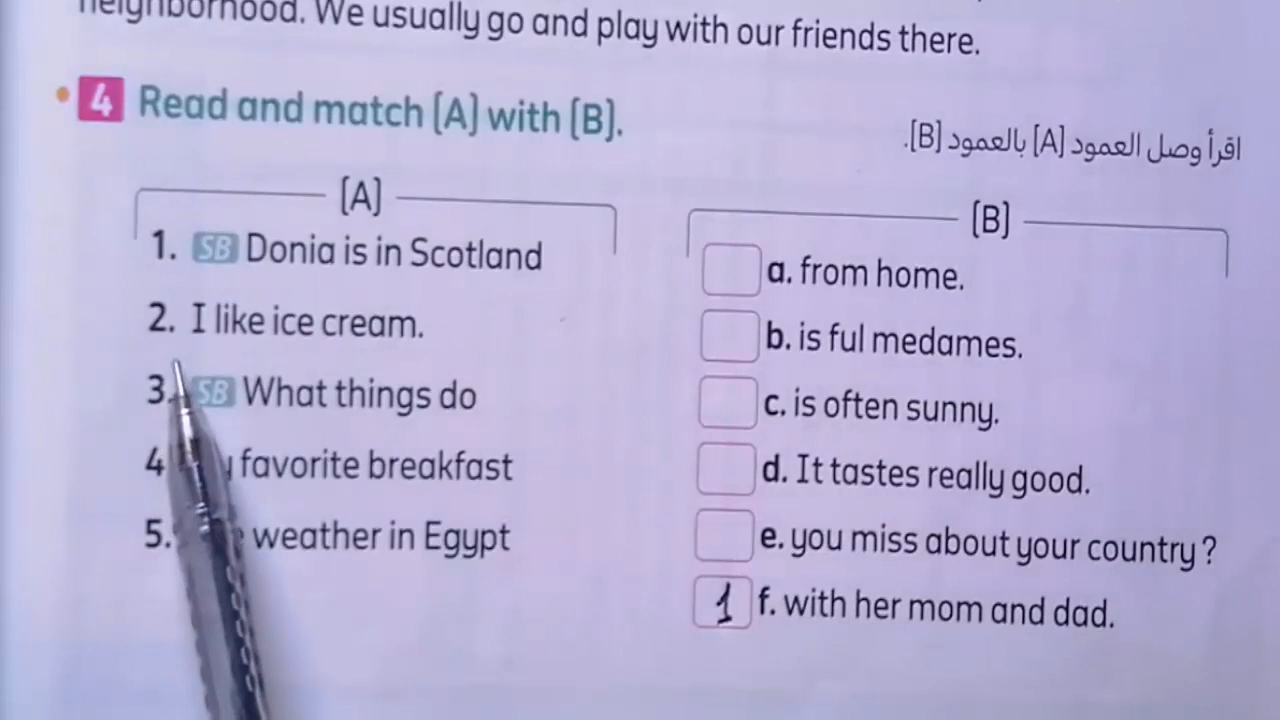 neighborhood. We usually go and play with our friends there.
4 Read and match [A] with [B].
اقرأ وصل العمود [A] بالعمود [B].
[A]
1. SB Donia is in Scotland
2. I like ice cream.
3. SB What things do
4 favorite breakfast
5. weather in Egypt
[B]
a. from home.
b. is ful medames.
c. is often sunny.
d. It tastes really good.
e. you miss about your country?
1 f. with her mom and dad.